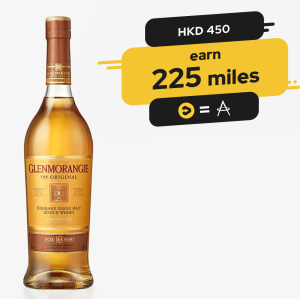 HKD 450
earn
225 miles
=
GLENMORANGIE
THE ORIGINAL
HIGHLAND SINGLE MALT
SCOTCH WHISKY